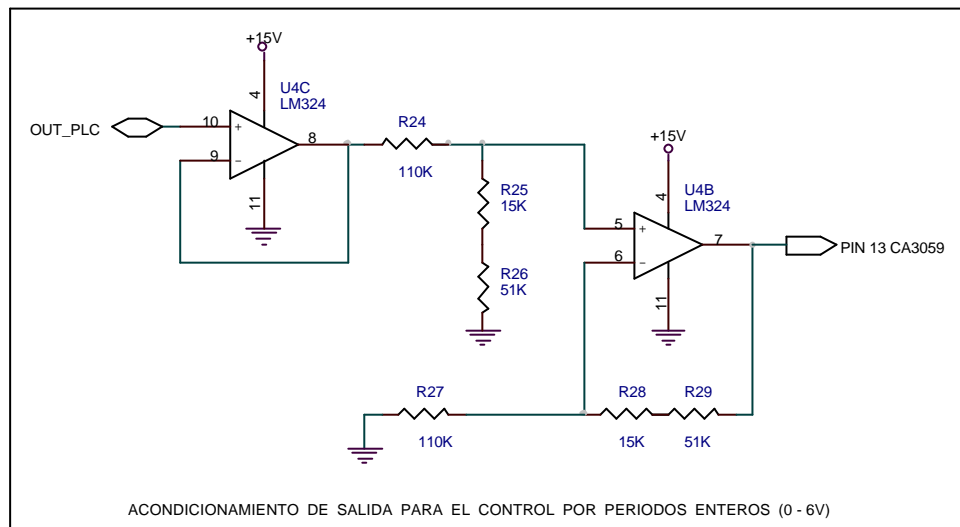 +15V
4
U4C
LM324
OUT_PLC
10
+
9
−
8
11
R24
110K
R25
15K
R26
51K
+15V
4
U4B
LM324
5
+
6
−
7
11
PIN 13 CA3059
R27
110K
R28
15K
R29
51K
ACONDICIONAMIENTO DE SALIDA PARA EL CONTROL POR PERIODOS ENTEROS (0 - 6V)